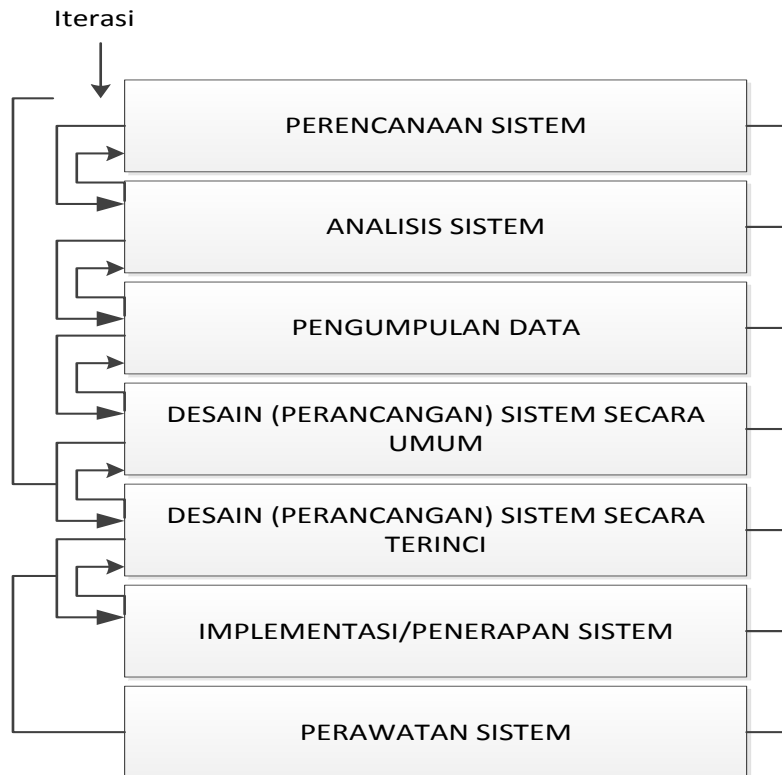 Iterasi
PERENCANAAN SISTEM
ANALISIS SISTEM
PENGUMPULAN DATA
DESAIN (PERANCANGAN) SISTEM SECARA
UMUM
DESAIN (PERANCANGAN) SISTEM SECARA
TERINCI
IMPLEMENTASI/PENERAPAN SISTEM
PERAWATAN SISTEM